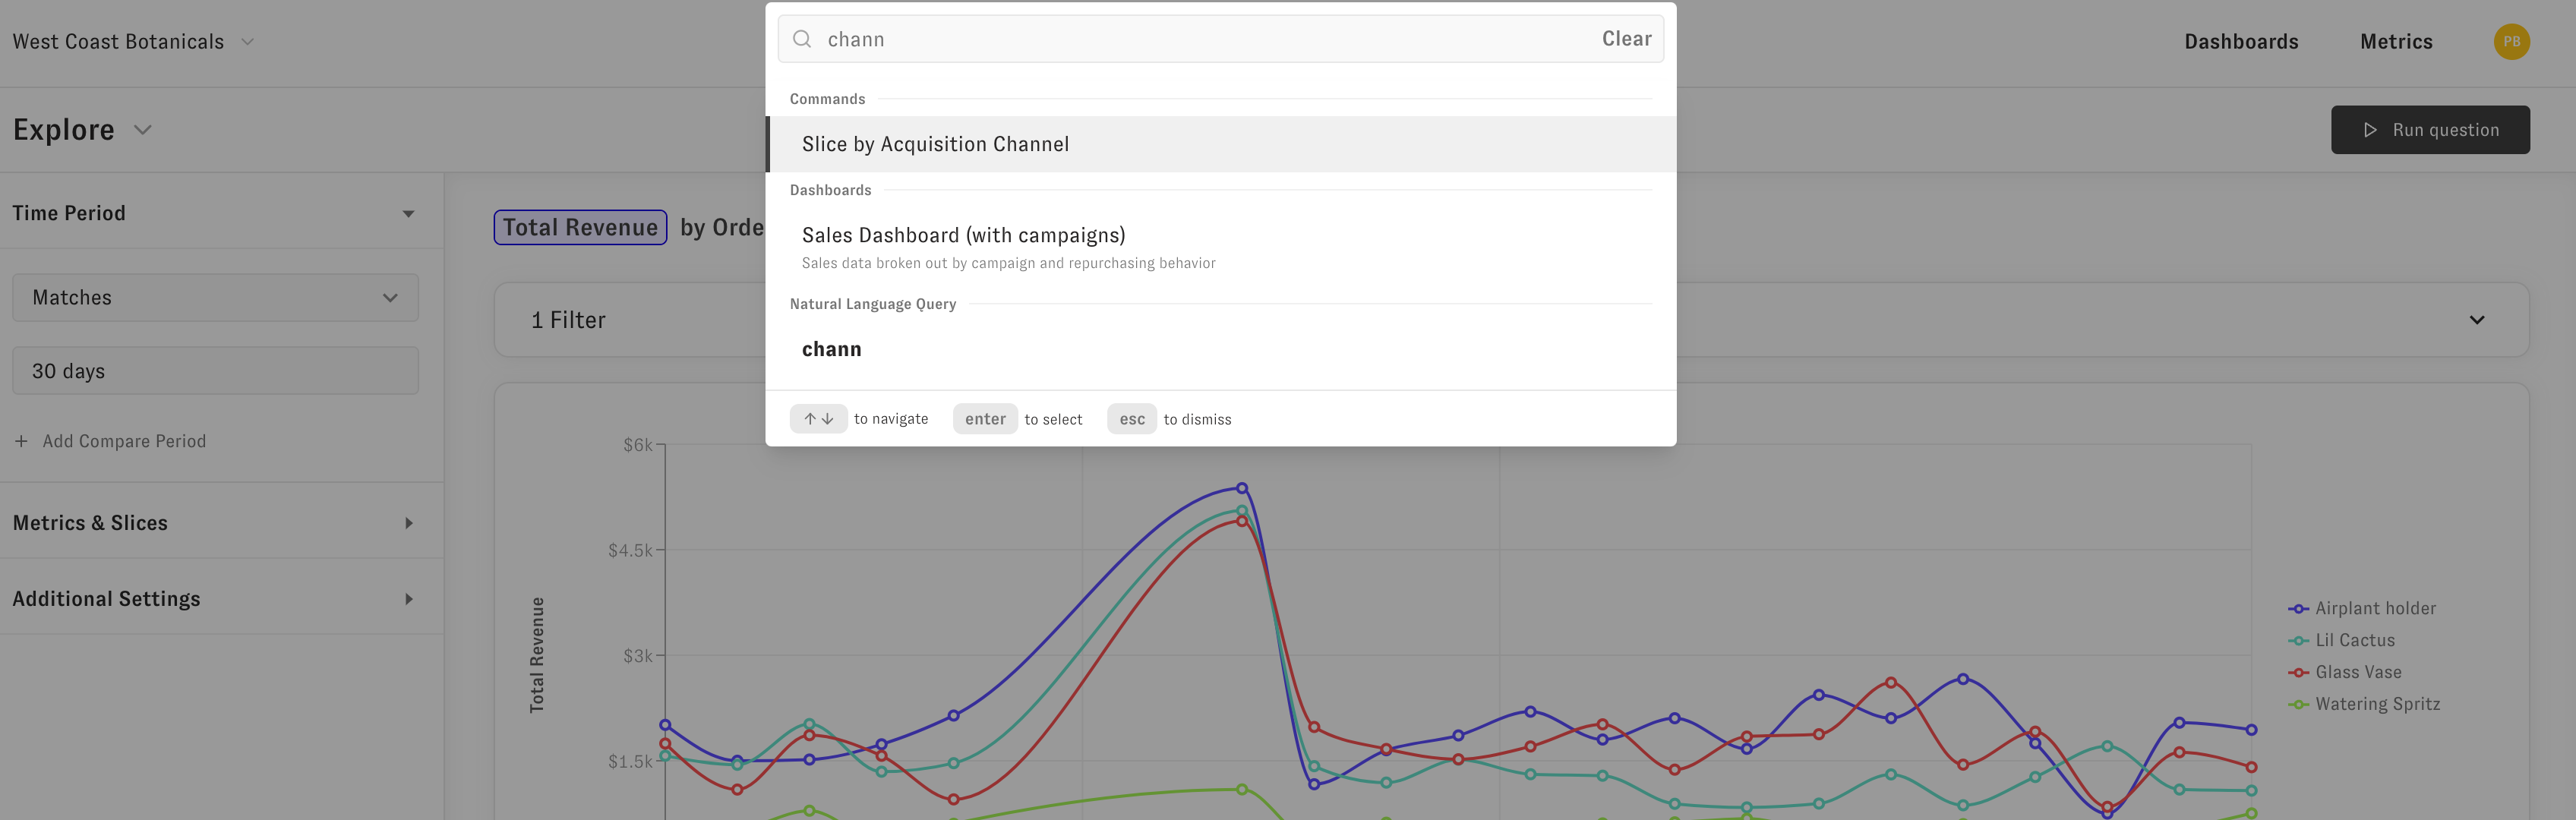 West Coast Botanicals
chann
Clear
Dashboards
Metrics
PB
Explore
Run question
Commands
Slice by Acquisition Channel
Dashboards
Sales Dashboard (with campaigns)
Sales data broken out by campaign and repurchasing behavior
Natural Language Query
chann
↑↓ to navigate enter to select esc to dismiss
Time Period
Matches
30 days
+ Add Compare Period
Metrics & Slices
Additional Settings
Total Revenue by Orde
1 Filter
$6k
$4.5k
$3k
$1.5k
Total Revenue
Airplant holder
Lil Cactus
Glass Vase
Watering Spritz